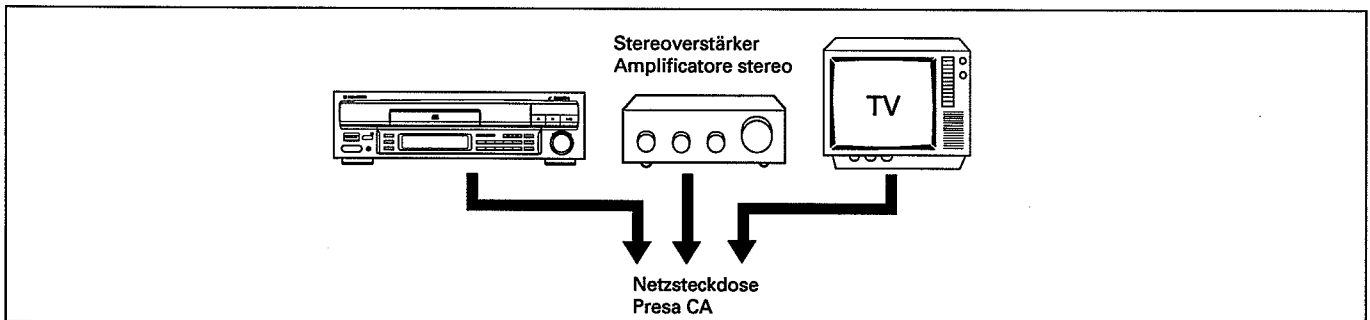 Stereoverstärker
Amplificatore stereo
TV
Netzsteckdose
Presa CA